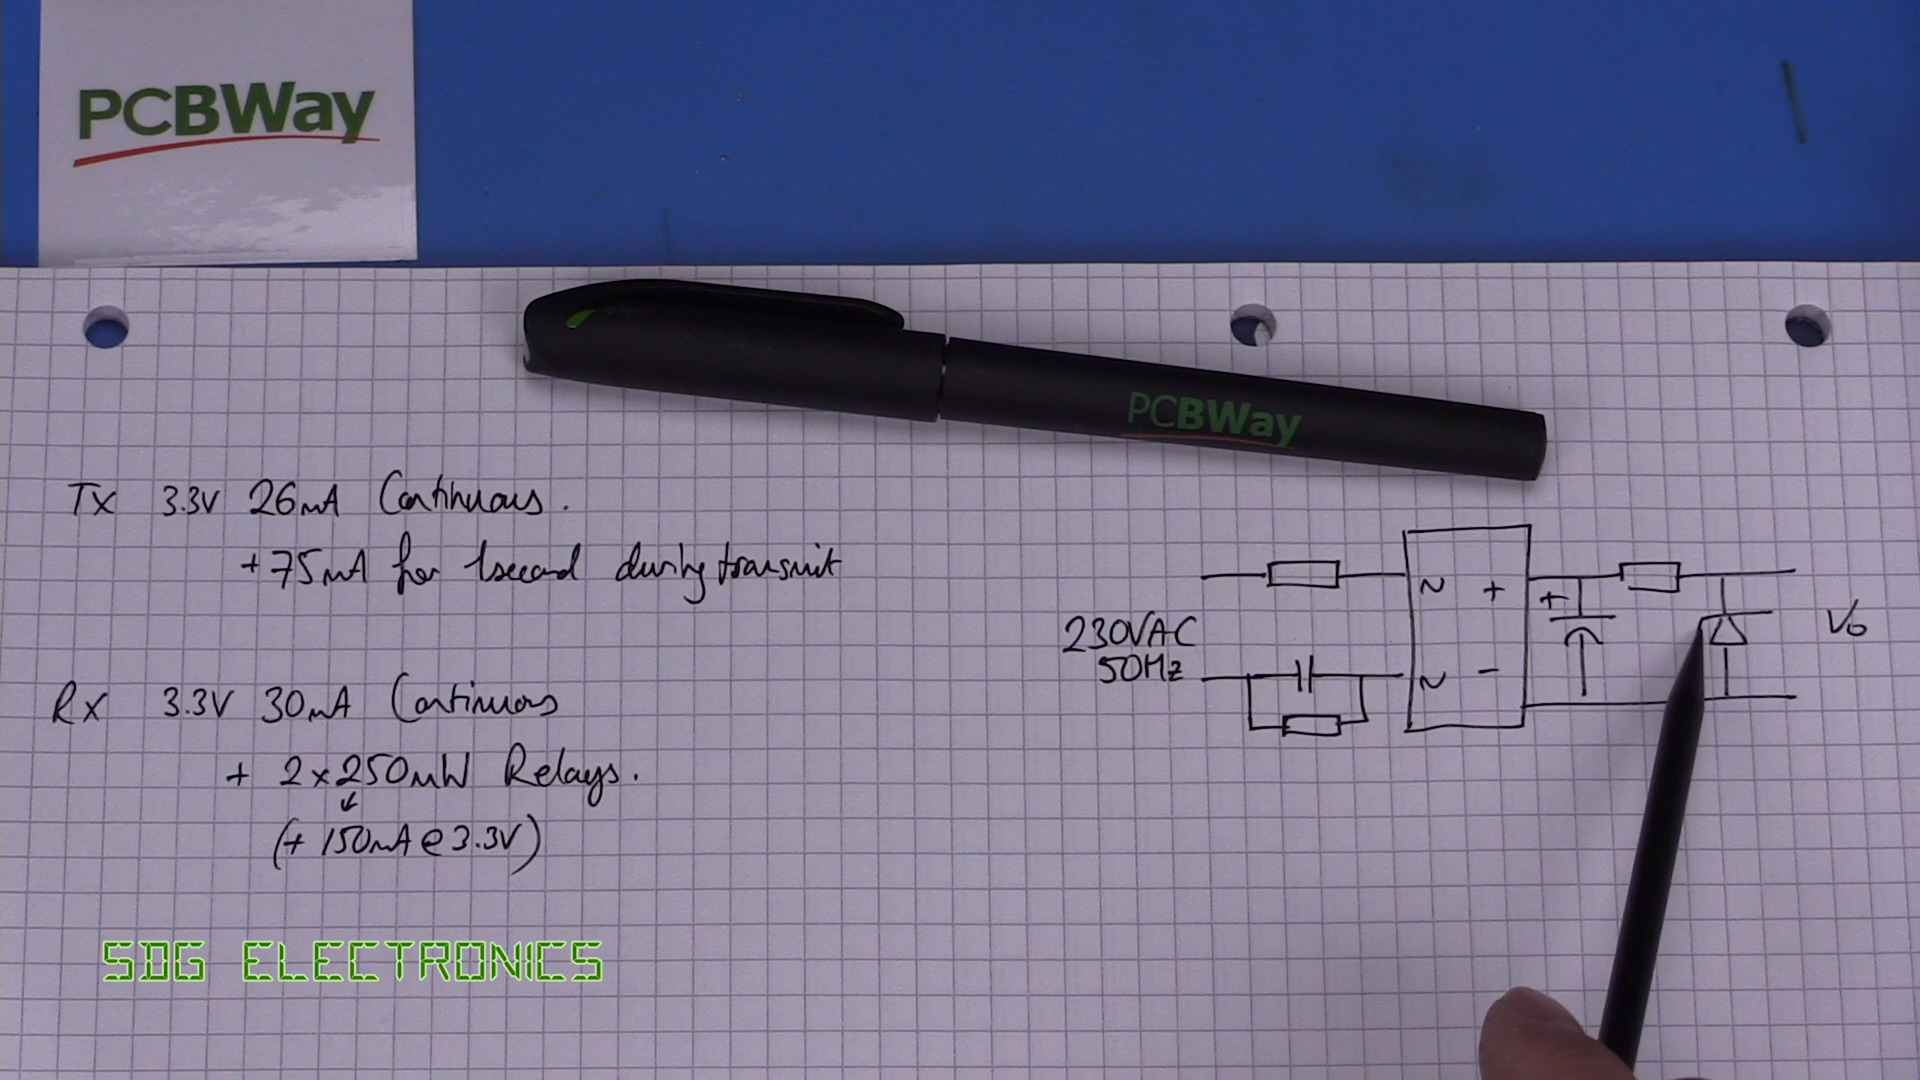 PCBWay
PCBWay
TX 3.3V 26mA Continuous.
+75mA for 1second during transmit
RX 3.3V 30mA Continuous
+ 2x250mW Relays.
(+ 150mA @ 3.3V)
230VAC
50Hz
~ +
+
~ -
Vo
SDG ELECTRONICS